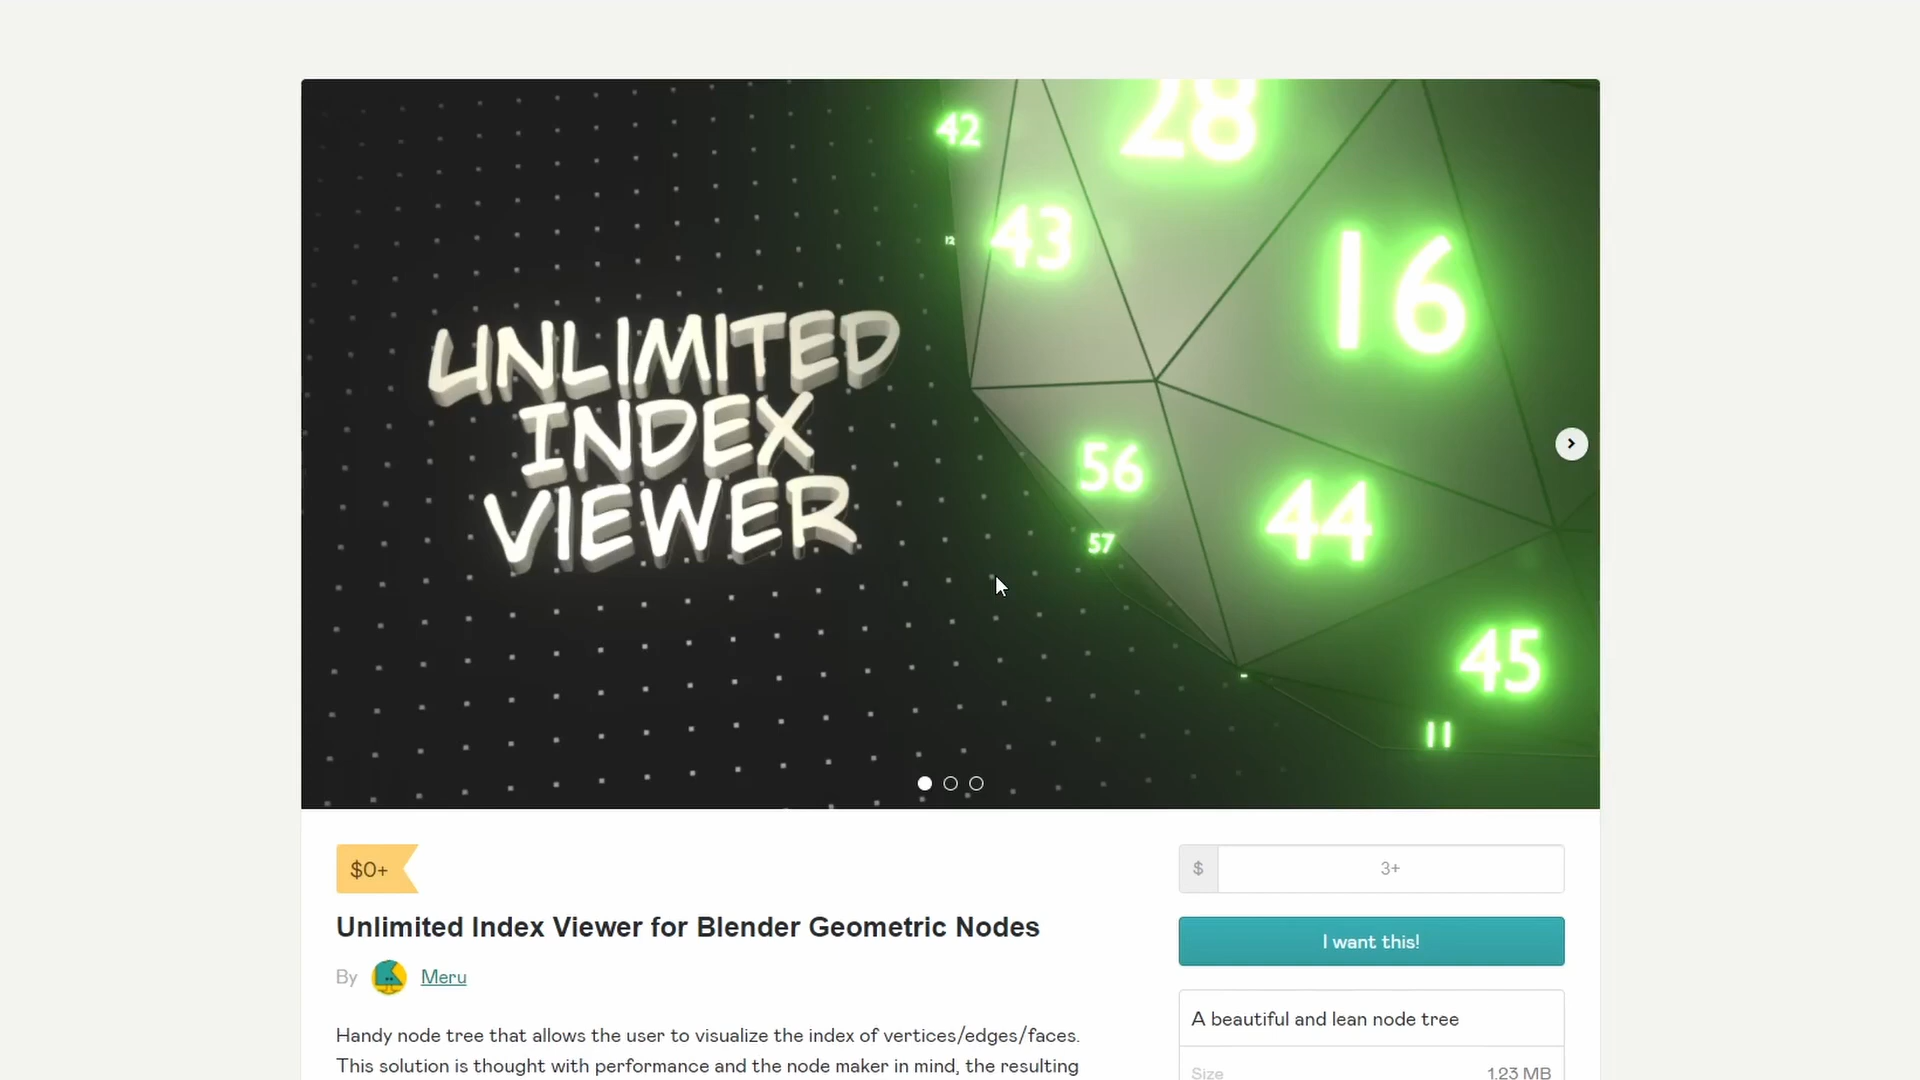 28
42
43
12
16
UNLIMITED
INDEX
VIEWER
56
44
57
45
11
$0+
$ 3+
Unlimited Index Viewer for Blender Geometric Nodes
I want this!
By Meru
A beautiful and lean node tree
Handy node tree that allows the user to visualize the index of vertices/edges/faces.
This solution is thought with performance and the node maker in mind, the resulting
Size 1.23 MB